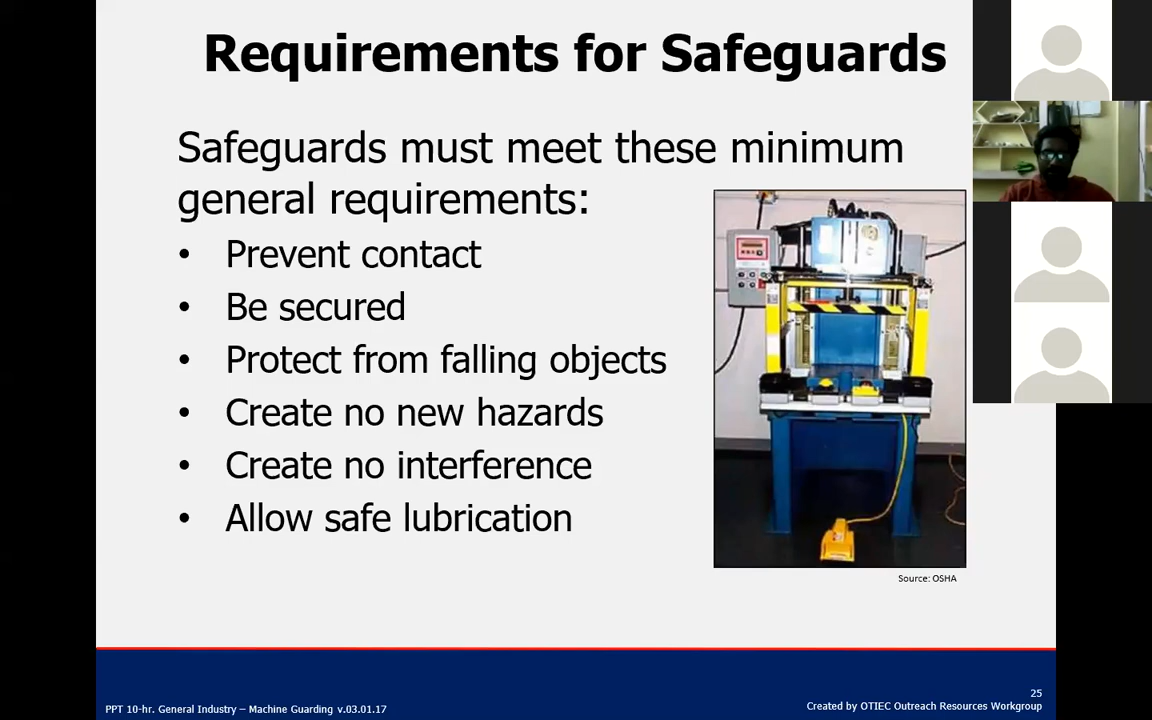 Requirements for Safeguards
Safeguards must meet these minimum
general requirements:
• Prevent contact
• Be secured
• Protect from falling objects
• Create no new hazards
• Create no interference
• Allow safe lubrication
Source: OSHA
25
PPT 10-hr. General Industry – Machine Guarding v.03.01.17
Created by OTIEC Outreach Resources Workgroup